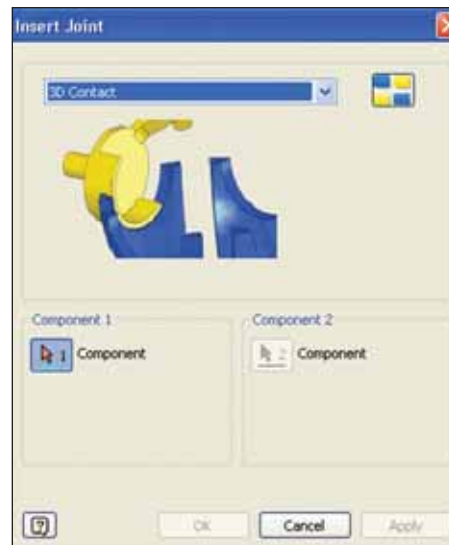 Insert Joint
3D Contact
Component 1
Component 2
1 Component
2 Component
?
OK
Cancel
Apply